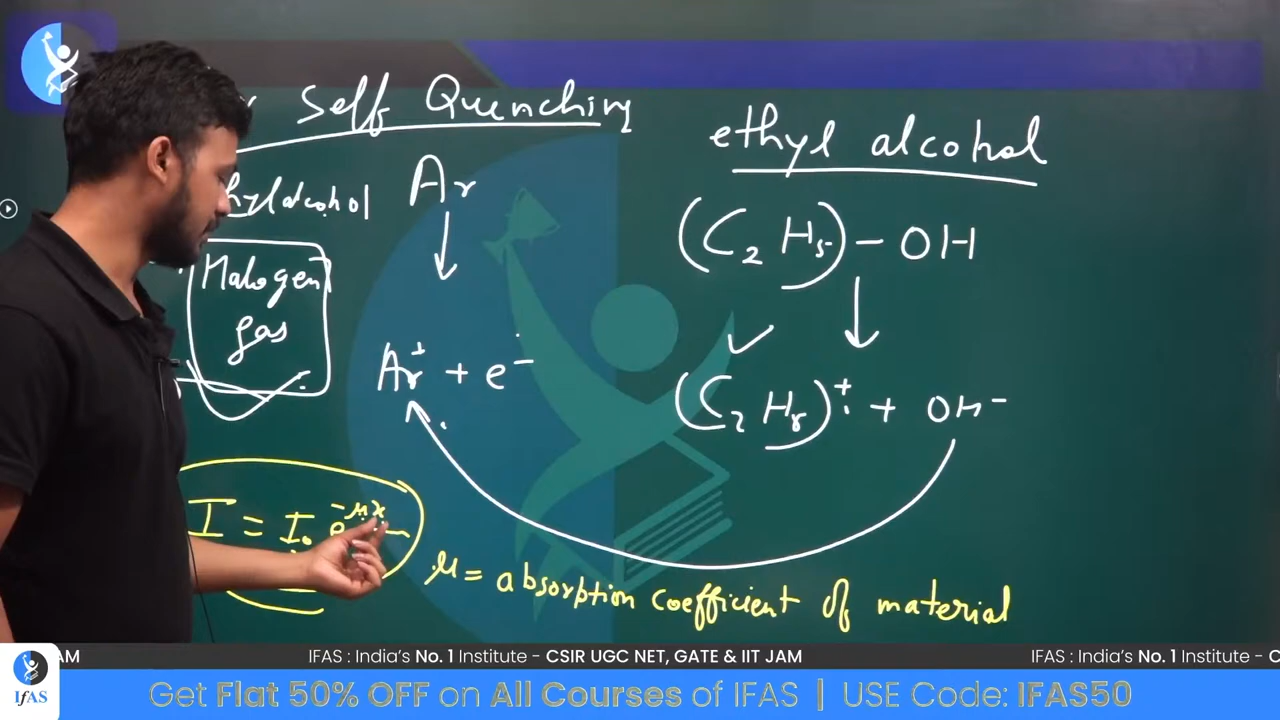 Self Quenching
ethyl alcohol
hylalcohol
Ar
(C2H5)-OH
Halogen
gas
Ar+ + e-
(C2H5)+ + OH-
I = I0 e-μx
μ = absorption coefficient of material
AM
IFAS : India's No. 1 Institute - CSIR UGC NET, GATE & IIT JAM
IFAS : India's No. 1 Institute - C
IFAS
Get Flat 50% OFF on All Courses of IFAS | USE Code: IFAS50